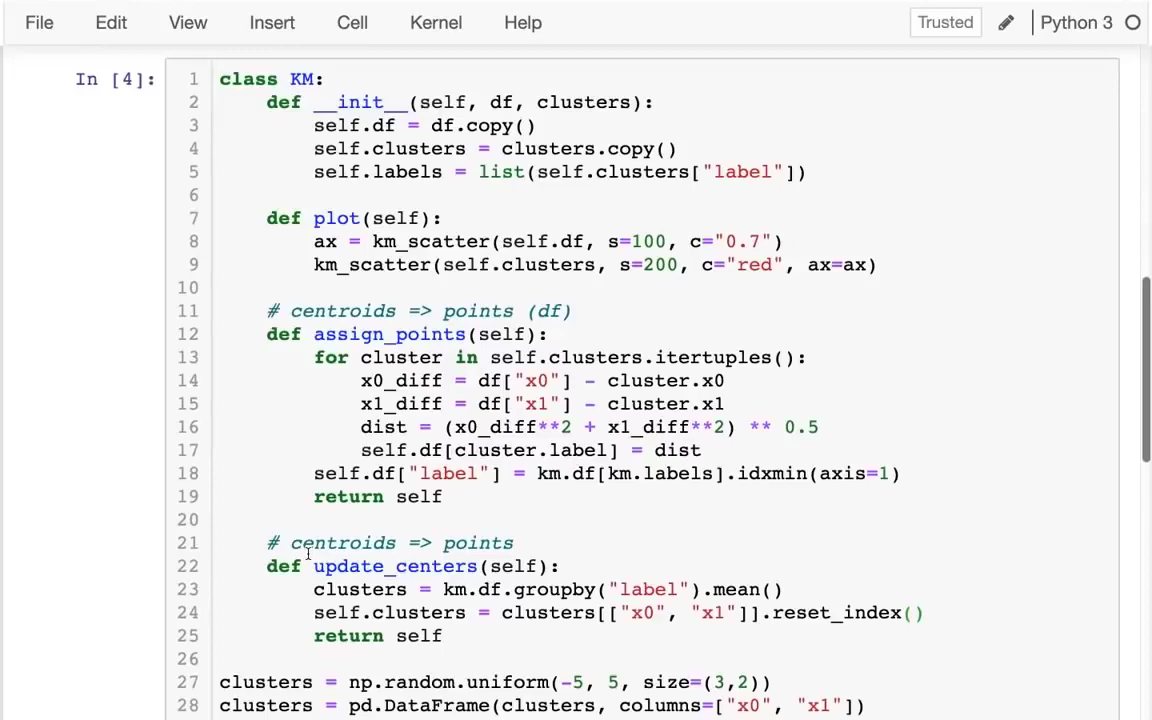 File Edit View Insert Cell Kernel Help Trusted Python 3
In [4]:
1 class KM:
2     def __init__(self, df, clusters):
3         self.df = df.copy()
4         self.clusters = clusters.copy()
5         self.labels = list(self.clusters["label"])
6
7     def plot(self):
8         ax = km_scatter(self.df, s=100, c="0.7")
9         km_scatter(self.clusters, s=200, c="red", ax=ax)
10
11     # centroids => points (df)
12     def assign_points(self):
13         for cluster in self.clusters.itertuples():
14             x0_diff = df["x0"] - cluster.x0
15             x1_diff = df["x1"] - cluster.x1
16             dist = (x0_diff**2 + x1_diff**2) ** 0.5
17             self.df[cluster.label] = dist
18         self.df["label"] = km.df[km.labels].idxmin(axis=1)
19         return self
20
21     # centroids => points
22     def update_centers(self):
23         clusters = km.df.groupby("label").mean()
24         self.clusters = clusters[["x0", "x1"]].reset_index()
25         return self
26
27 clusters = np.random.uniform(-5, 5, size=(3,2))
28 clusters = pd.DataFrame(clusters, columns=["x0", "x1"])